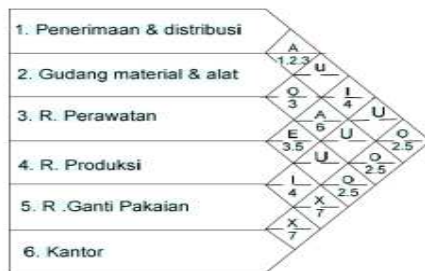 1. Penerimaan & distribusi
2. Gudang material & alat
3. R. Perawatan
4. R. Produksi
5. R .Ganti Pakaian
6. Kantor
A
1.2.3
U
O
3
I
4
U
A
6
U
O
2.5
E
3.5
U
O
2.5
I
4
O
2.5
X
7
X
7